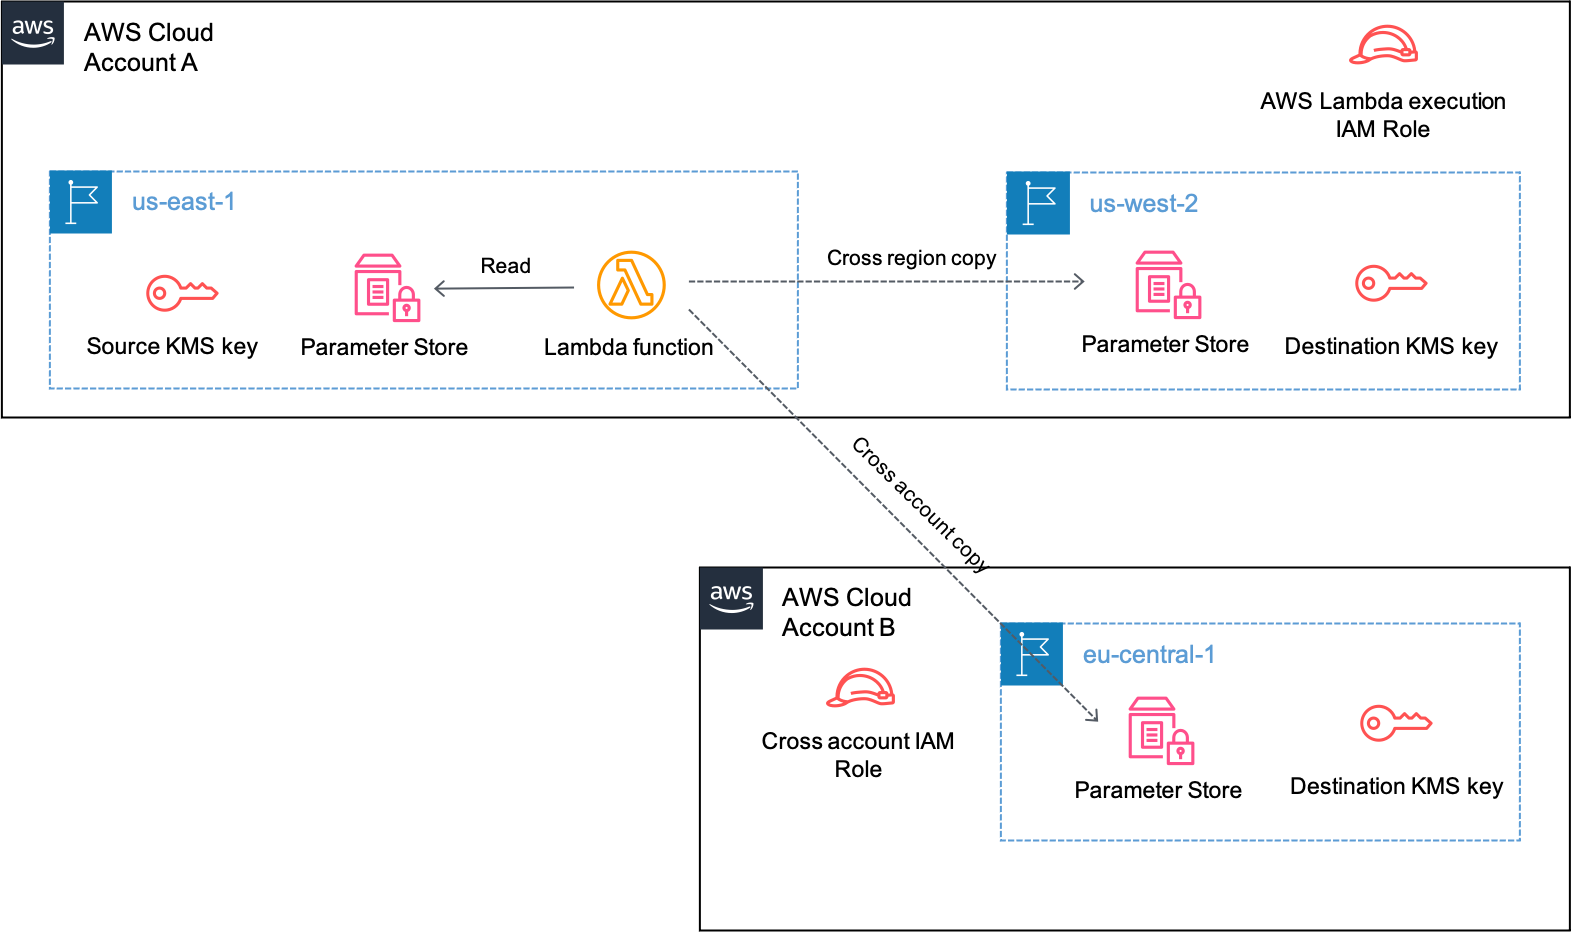 aws
AWS Cloud
Account A
AWS Lambda execution
IAM Role
us-east-1
us-west-2
Read
Cross region copy
Source KMS key
Parameter Store
Lambda function
Parameter Store
Destination KMS key
Cross account copy
aws
AWS Cloud
Account B
eu-central-1
Cross account IAM
Role
Parameter Store
Destination KMS key